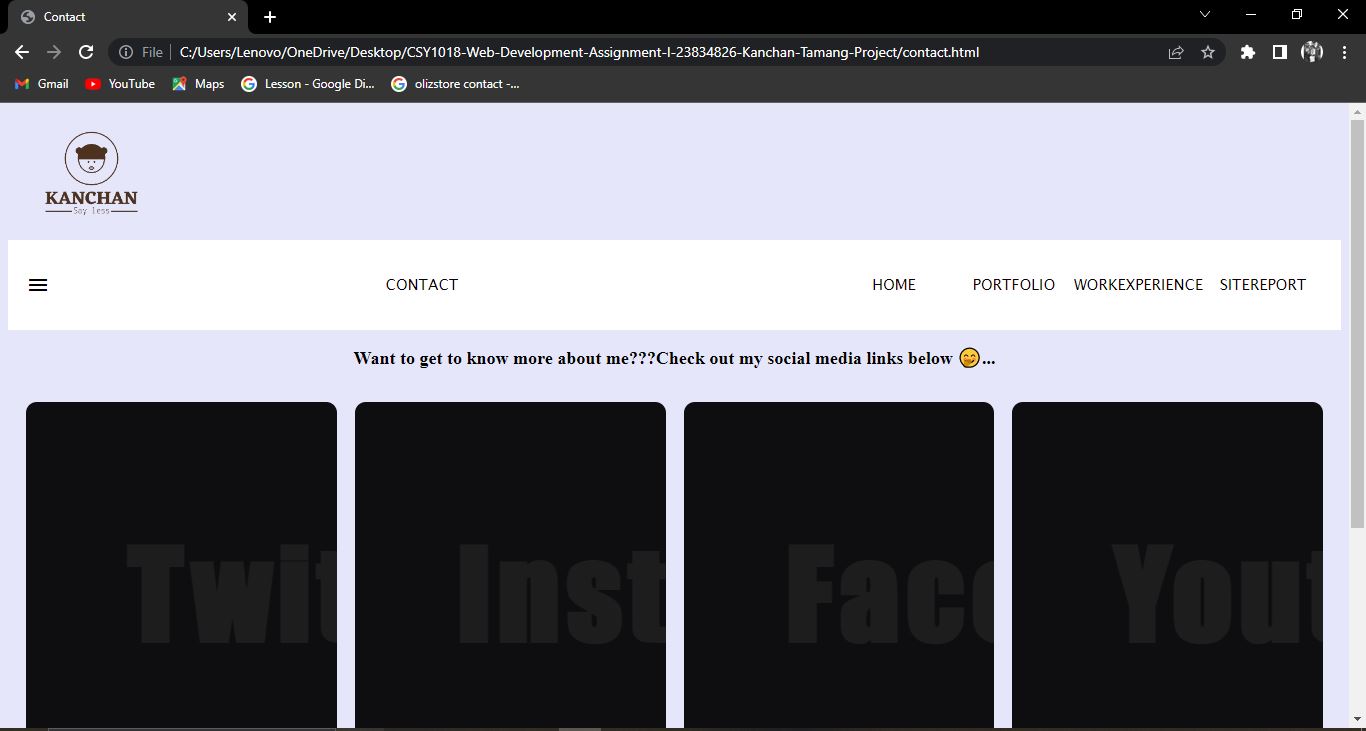 Contact
File
C:/Users/Lenovo/OneDrive/Desktop/CSY1018-Web-Development-Assignment-I-23834826-Kanchan-Tamang-Project/contact.html
Gmail YouTube Maps Lesson - Google Di... olizstore contact -...
KANCHAN
Say less
CONTACT HOME PORTFOLIO WORKEXPERIENCE SITEREPORT
Want to get to know more about me???Check out my social media links below 🤭...
Twit Inst Face Yout